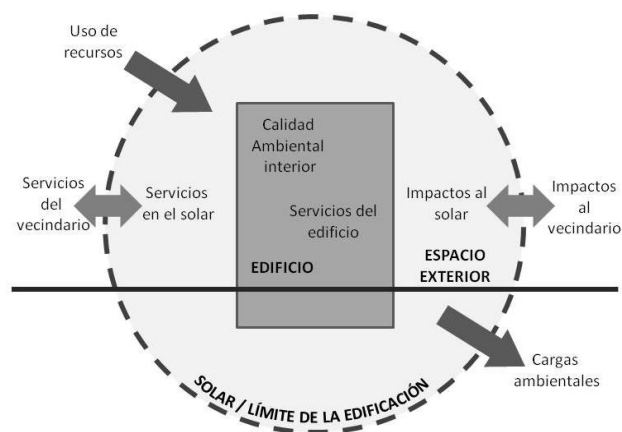 Uso de
recursos
Calidad
Ambiental
interior
Servicios
del
vecindario
Servicios
en el solar
Servicios del
edificio
Impactos al
solar
Impactos
al
vecindario
EDIFICIO
ESPACIO
EXTERIOR
Cargas
ambientales
SOLAR / LÍMITE DE LA EDIFICACIÓN